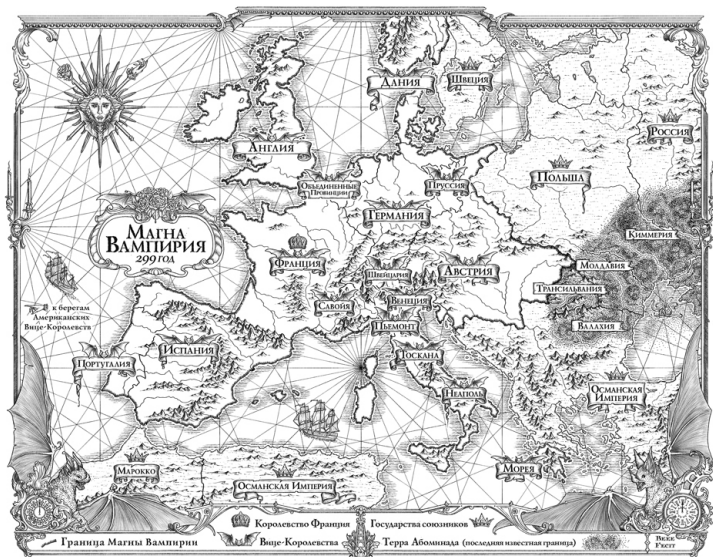 Дания
Швеция
Россия
Англия
Объединенные
Провинции
Пруссия
Польша
Германия
Магна
Вампирия
299 год
Киммерия
Франция
Швейцария
Австрия
Молдавия
Трансильвания
Савойя
Венеция
к берегам
Американских
Вице-Королевств
Пьемонт
Валахия
Португалия
Испания
Тоскана
Неаполь
Османская
Империя
Марокко
Османская Империя
Морея
Королевство Франция
Государства союзников
Граница Магны Вампирии
Вице-Королевства
Терра Абоминада (последняя известная граница)